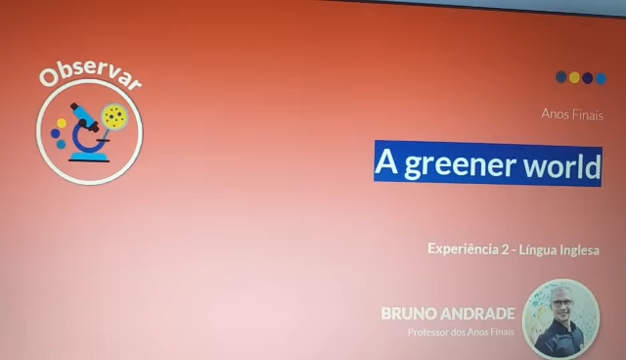 Observar
Anos Finais
A greener world
Experiência 2 - Língua Inglesa
BRUNO ANDRADE
Professor dos Anos Finais